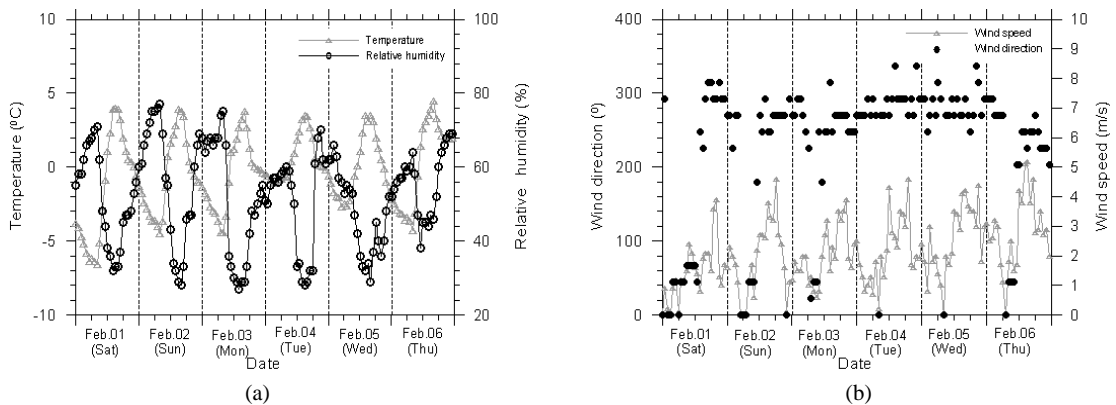 10
5
0
-5
-10
Temperature (ºC)
100
80
60
40
20
Relative humidity (%)
Temperature
Relative humidity
Feb.01 (Sat)
Feb.02 (Sun)
Feb.03 (Mon)
Feb.04 (Tue)
Feb.05 (Wed)
Feb.06 (Thu)
Date
(a)
400
300
200
100
0
Wind direction (º)
10
9
8
7
6
5
4
3
2
1
0
Wind speed (m/s)
Wind speed
Wind direction
Feb.01 (Sat)
Feb.02 (Sun)
Feb.03 (Mon)
Feb.04 (Tue)
Feb.05 (Wed)
Feb.06 (Thu)
Date
(b)